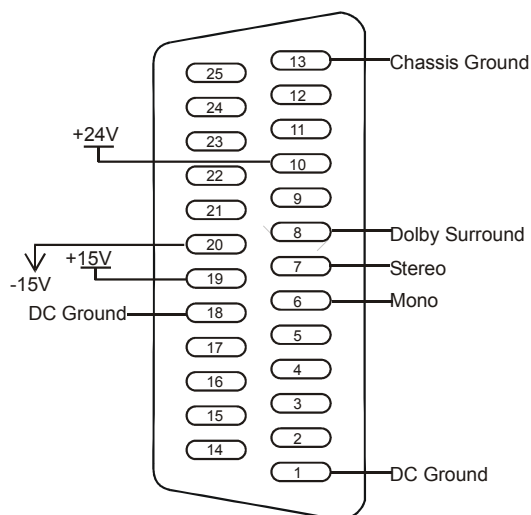 13 Chassis Ground
25
12
24
11
+24V
23
10
22
9
21
8 Dolby Surround
20
+15V
7 Stereo
19
-15V
6 Mono
DC Ground 18
5
17
4
16
3
15
2
14
1 DC Ground